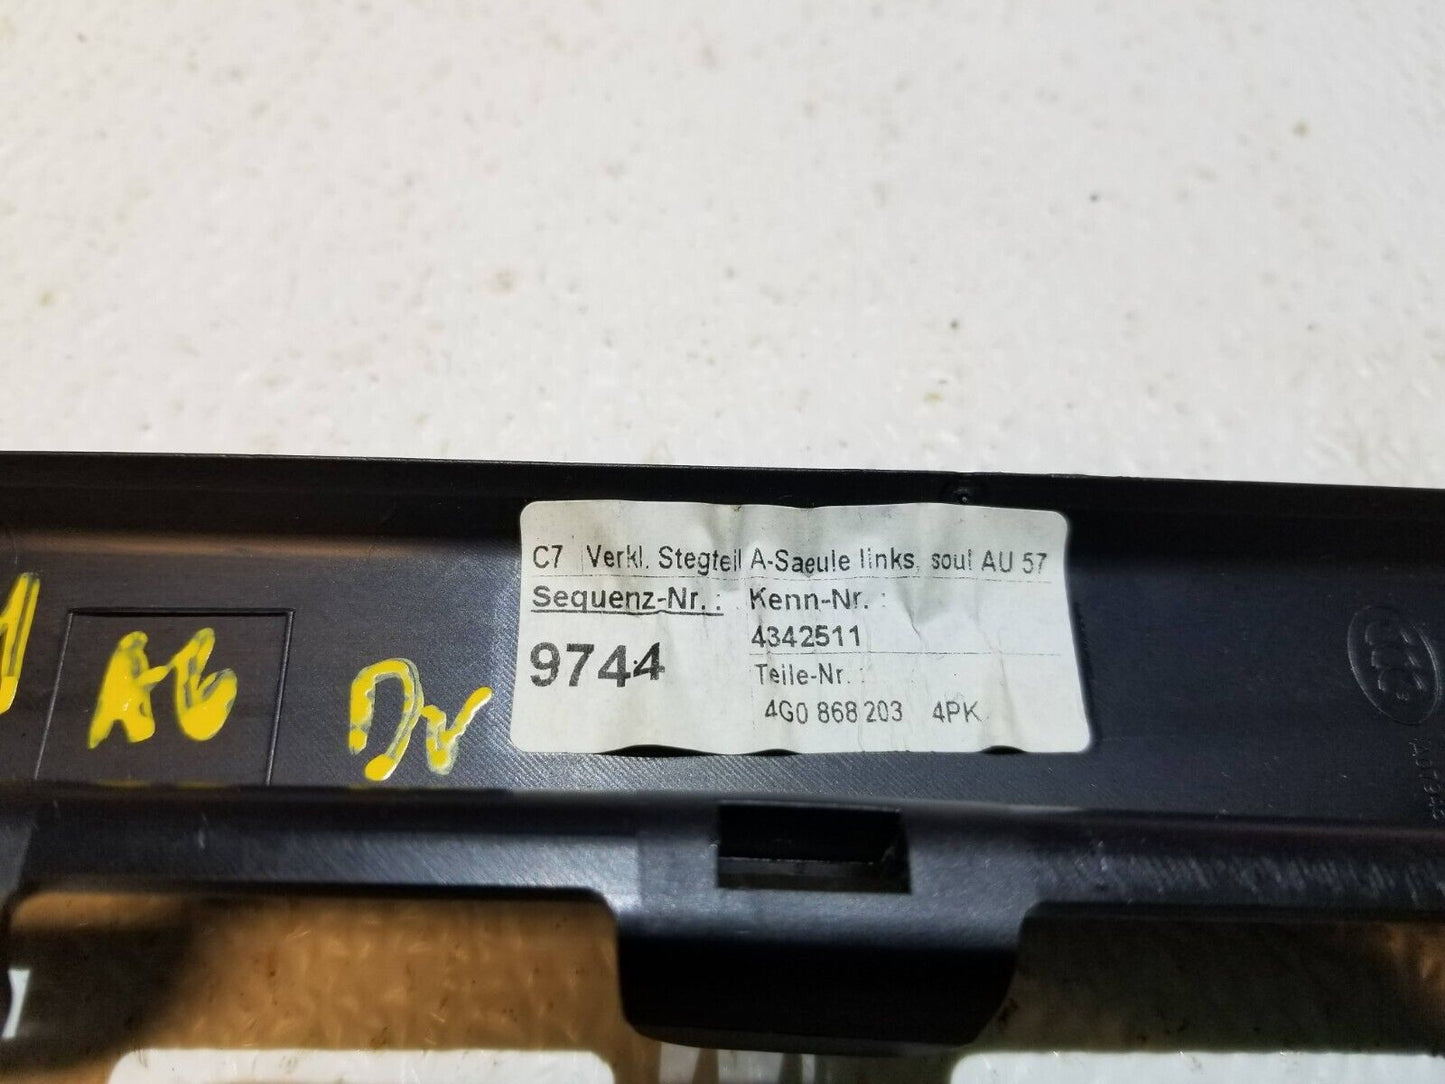 C7 Verkl. Stegteil A-Saeule links, soul AU 57
Sequenz-Nr. : Kenn-Nr. :
4342511
9744
Teile-Nr. :
4G0 868 203 4PK
A6 Dr